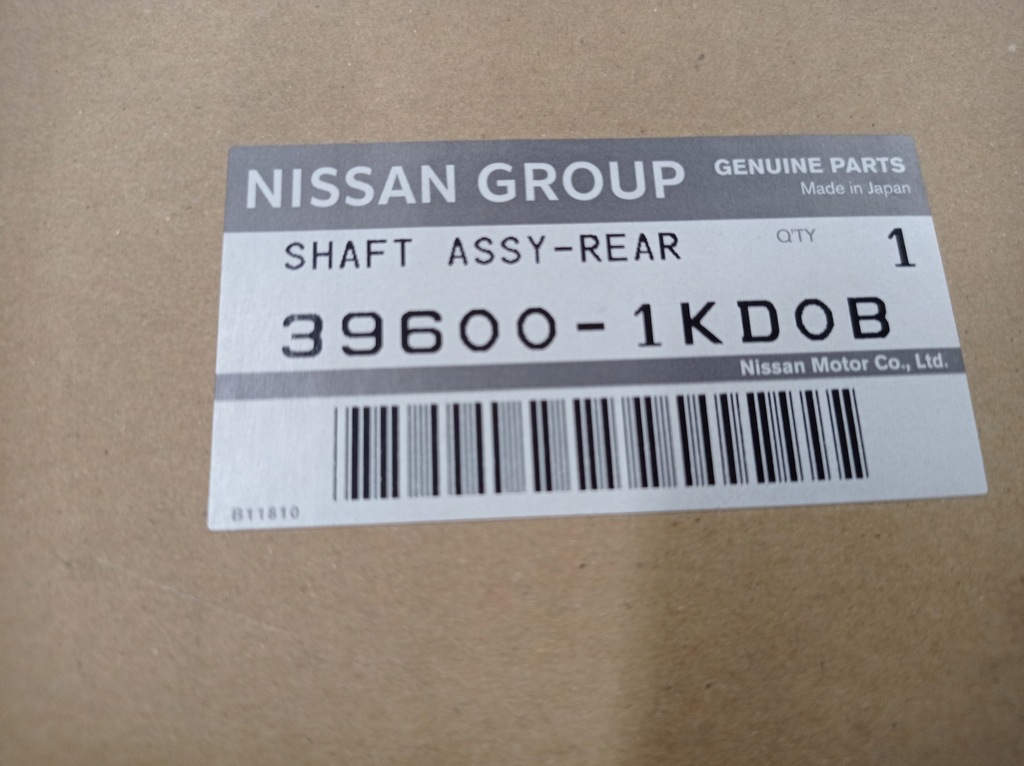 NISSAN GROUP
GENUINE PARTS
Made in Japan
SHAFT ASSY-REAR
Q'TY 1
39600-1KD0B
Nissan Motor Co., Ltd.
B11810